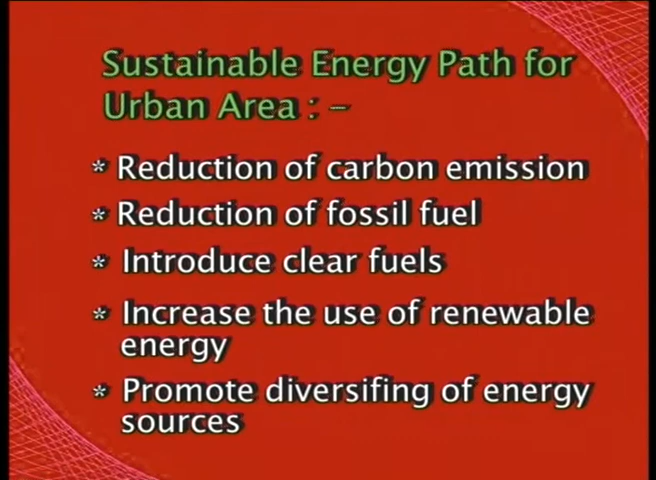 Sustainable Energy Path for
Urban Area : -
* Reduction of carbon emission
* Reduction of fossil fuel
* Introduce clear fuels
* Increase the use of renewable
energy
* Promote diversifing of energy
sources